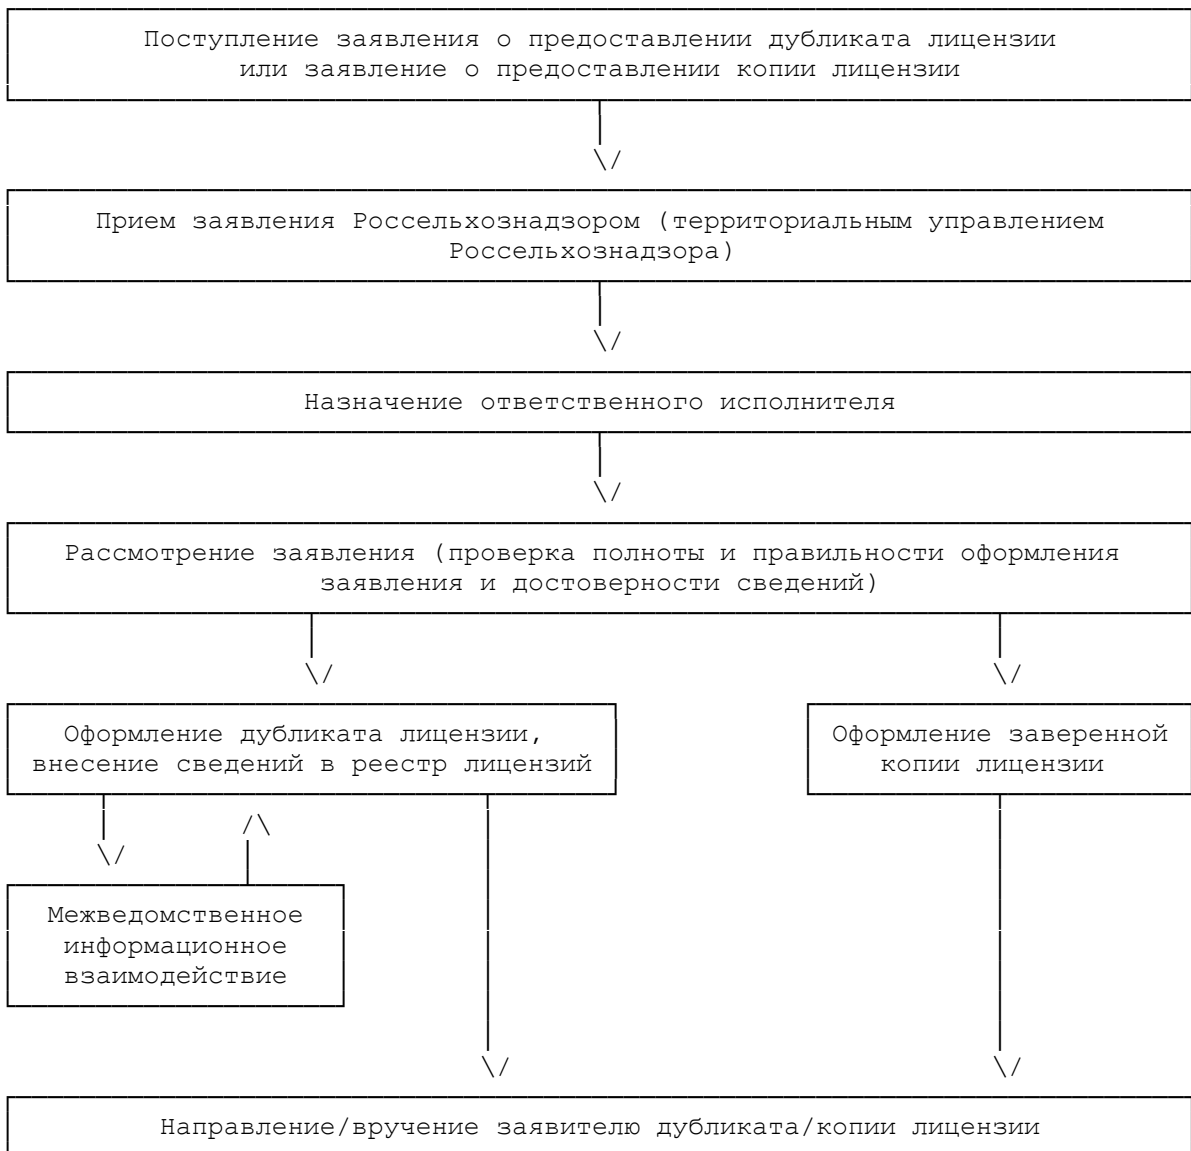 Поступление заявления о предоставлении дубликата лицензии
или заявление о предоставлении копии лицензии
Прием заявления Россельхознадзором (территориальным управлением
Россельхознадзора)
Назначение ответственного исполнителя
Рассмотрение заявления (проверка полноты и правильности оформления
заявления и достоверности сведений)
Оформление дубликата лицензии,
внесение сведений в реестр лицензий
Оформление заверенной
копии лицензии
Межведомственное
информационное
взаимодействие
Направление/вручение заявителю дубликата/копии лицензии